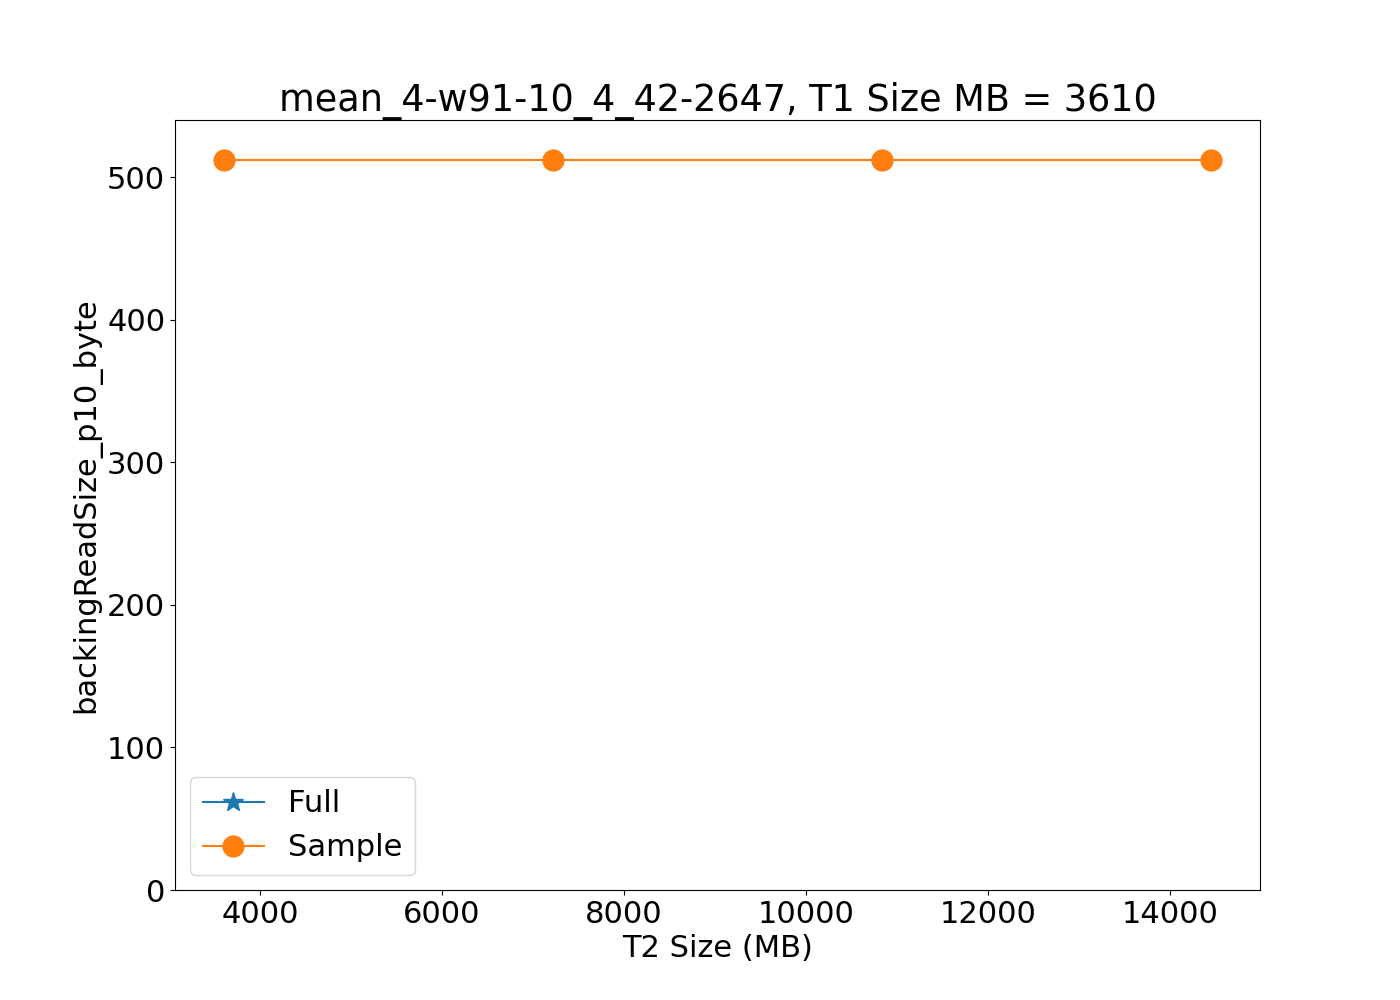 mean_4-w91-10_4_42-2647, T1 Size MB = 3610
backingReadSize_p10_byte
500
400
300
200
100
0
Full
Sample
4000 6000 8000 10000 12000 14000
T2 Size (MB)